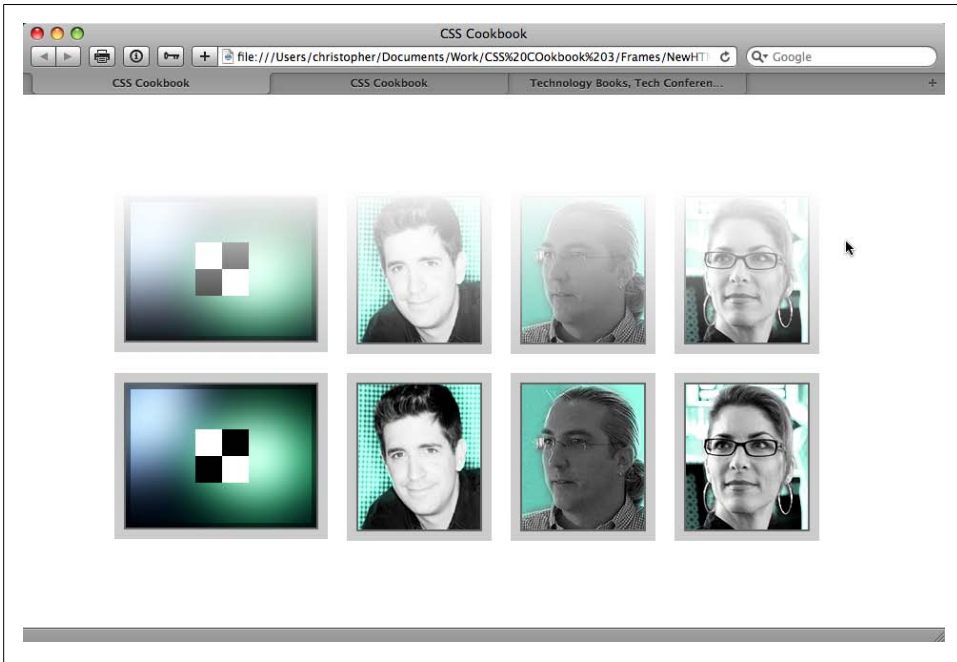 CSS Cookbook
file:///Users/christopher/Documents/Work/CSS%20COokbook%203/Frames/NewHT
Google
CSS Cookbook
CSS Cookbook
Technology Books, Tech Conferen...